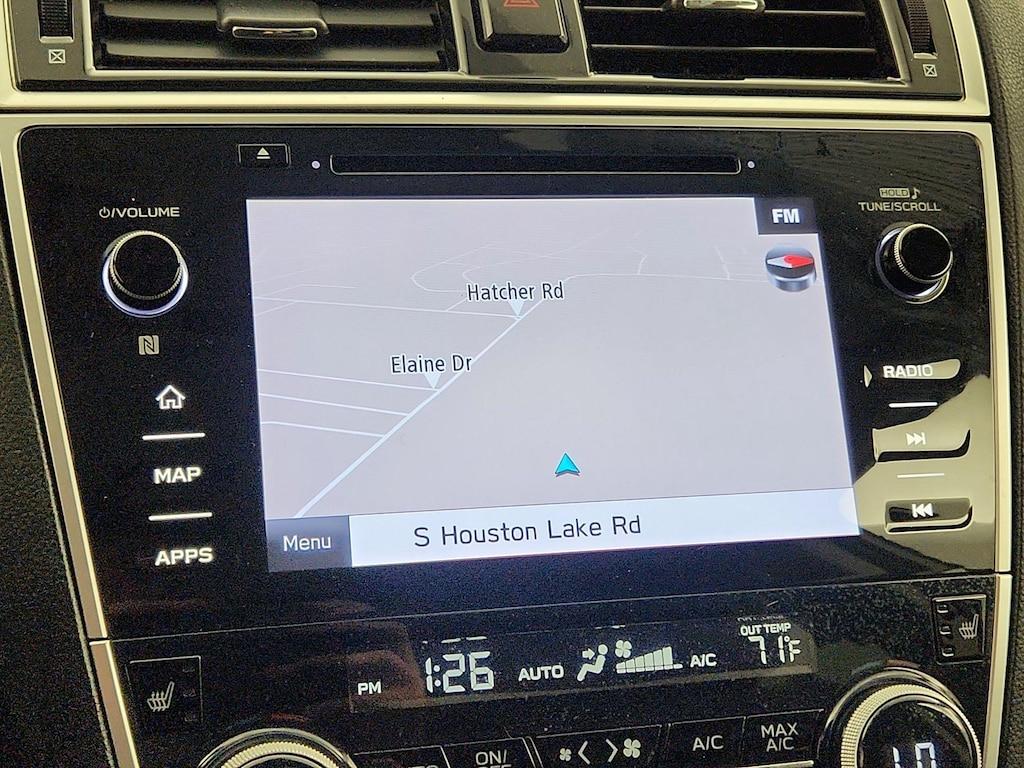 ⏻/VOLUME
HOLD ♪
TUNE/SCROLL
FM
Hatcher Rd
Elaine Dr
RADIO
MAP
APPS
Menu
S Houston Lake Rd
PM 1:26 AUTO A/C
OUT TEMP
71°F
ON/
A/C
MAX
A/C